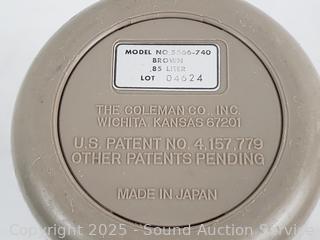 MODEL NO.5566-740
BROWN
.85 LITER
LOT 04624
THE COLEMAN CO., INC.
WICHITA KANSAS 67201
U.S. PATENT NO. 4,157,779
OTHER PATENTS PENDING
MADE IN JAPAN
Copyright 2025 - Sound Auction Service